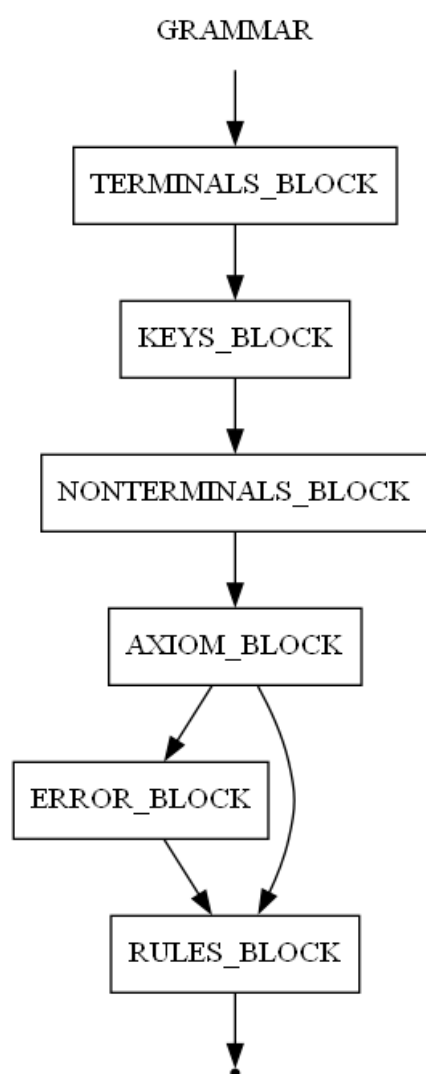 GRAMMAR
TERMINALS_BLOCK
KEYS_BLOCK
NONTERMINALS_BLOCK
AXIOM_BLOCK
ERROR_BLOCK
RULES_BLOCK